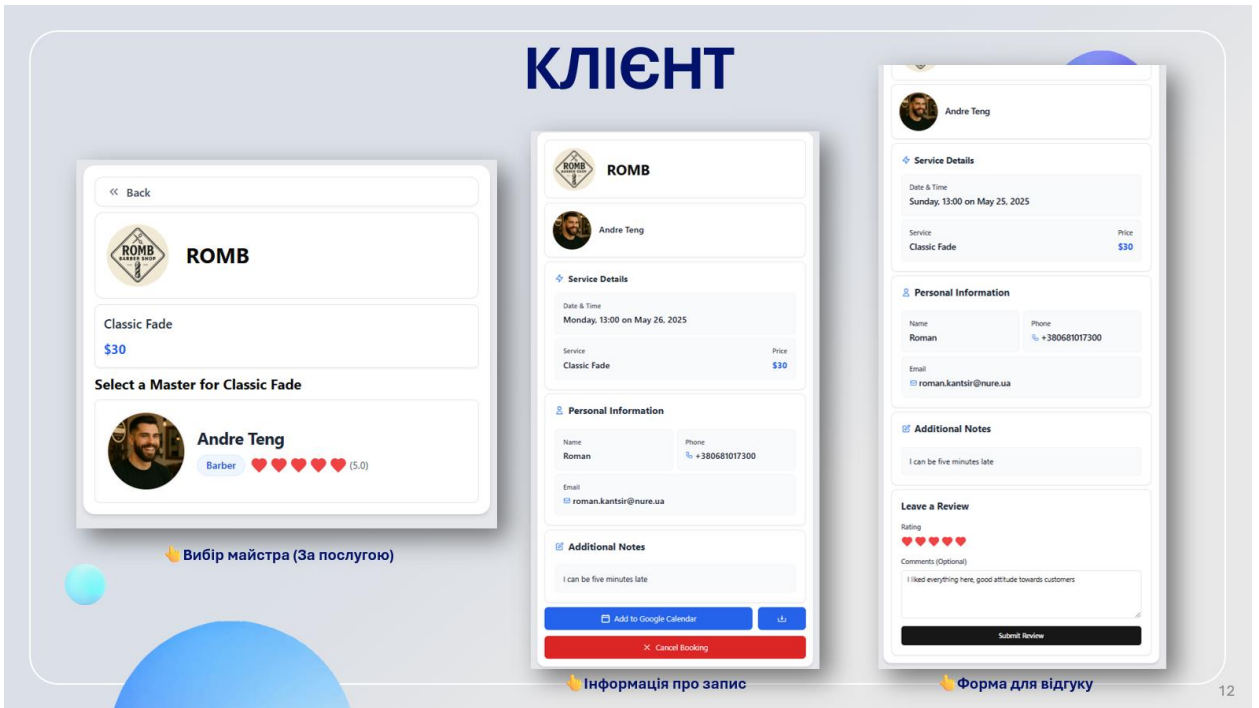 КЛІЄНТ
Back
ROMB
BARBER SHOP
ROMB
Classic Fade
$30
Select a Master for Classic Fade
Andre Teng
Barber (5.0)
Вибір майстра (За послугою)
ROMB
BARBER SHOP
ROMB
Andre Teng
Service Details
Date & Time
Monday, 13:00 on May 26, 2025
Service Price
Classic Fade $30
Personal Information
Name Phone
Roman +380681017300
Email
roman.kantsir@nure.ua
Additional Notes
I can be five minutes late
Add to Google Calendar
Cancel Booking
Інформація про запис
Andre Teng
Service Details
Date & Time
Sunday, 13:00 on May 25, 2025
Service Price
Classic Fade $30
Personal Information
Name Phone
Roman +380681017300
Email
roman.kantsir@nure.ua
Additional Notes
I can be five minutes late
Leave a Review
Rating
Comments (Optional)
I liked everything here, good attitude towards customers
Submit Review
Форма для відгуку
12